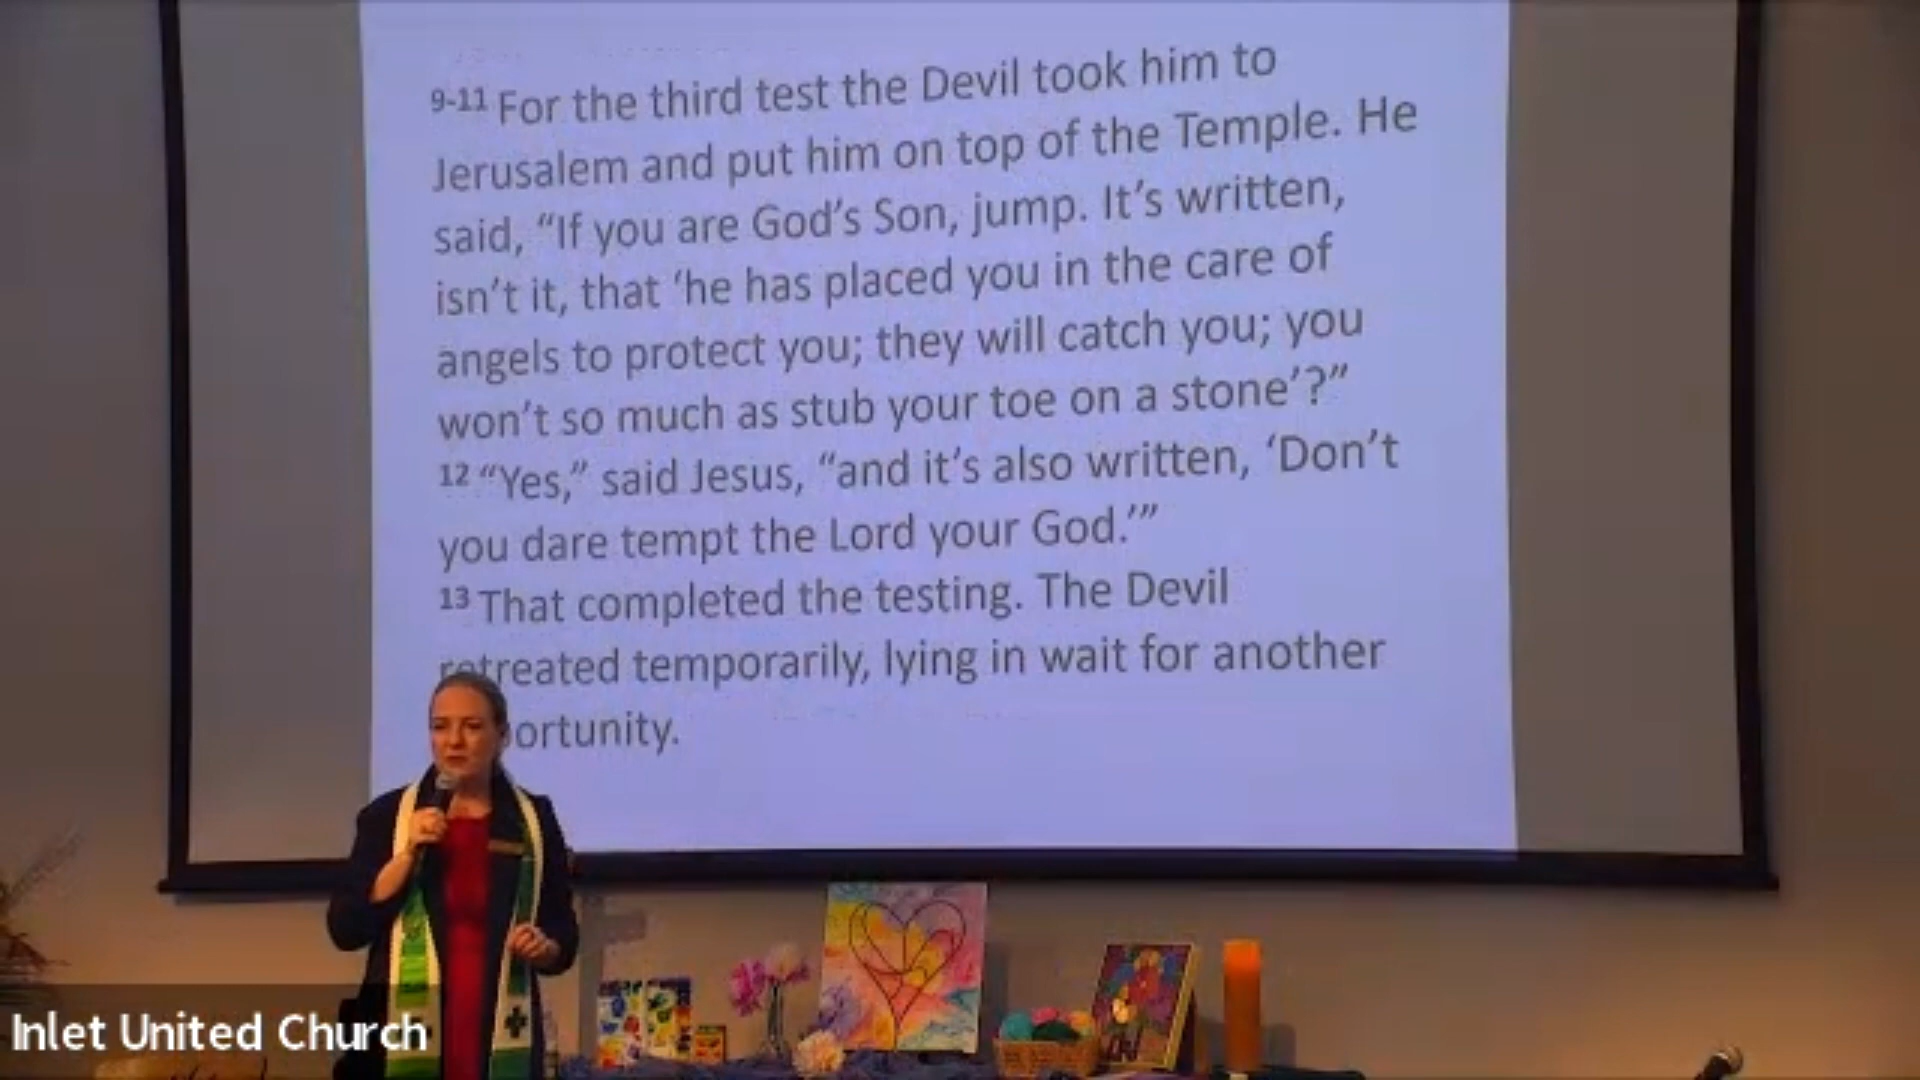 9-11 For the third test the Devil took him to
Jerusalem and put him on top of the Temple. He
said, “If you are God’s Son, jump. It’s written,
isn’t it, that ‘he has placed you in the care of
angels to protect you; they will catch you; you
won’t so much as stub your toe on a stone’?”
12 “Yes,” said Jesus, “and it’s also written, ‘Don’t
you dare tempt the Lord your God.’”
13 That completed the testing. The Devil
retreated temporarily, lying in wait for another
ortunity.
Inlet United Church